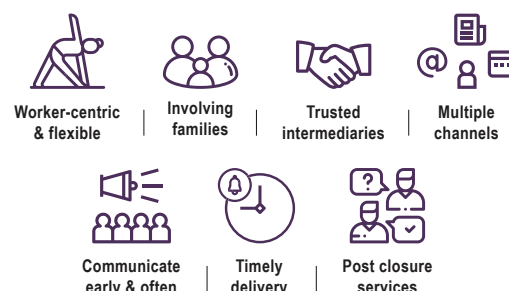 Worker-centric
& flexible
Involving
families
Trusted
intermediaries
Multiple
channels
@
?
Communicate
early & often
Timely
delivery
Post closure
services